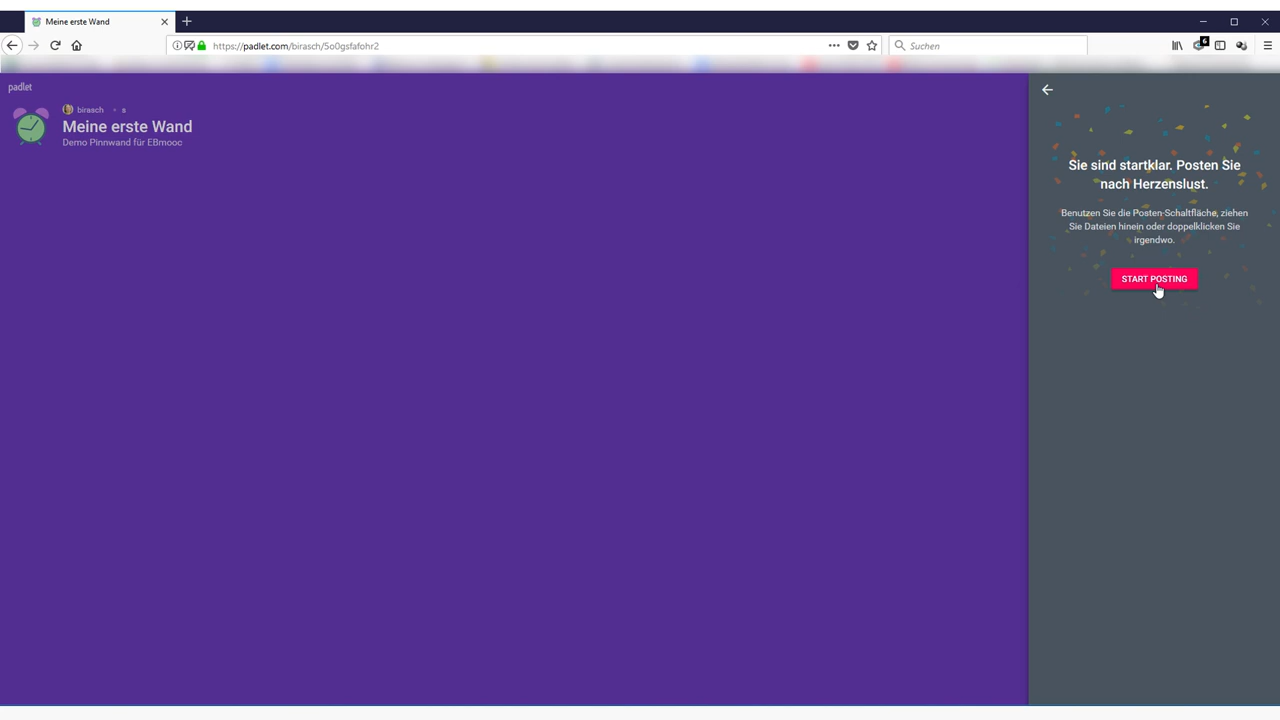 Meine erste Wand
https://padlet.com/birasch/5o0gsfafohr2
Suchen
6
padlet
birasch • s
Meine erste Wand
Demo Pinnwand für EBmooc
Sie sind startklar. Posten Sie
nach Herzenslust.
Benutzen Sie die Posten-Schaltfläche, ziehen
Sie Dateien hinein oder doppelklicken Sie
irgendwo.
START POSTING